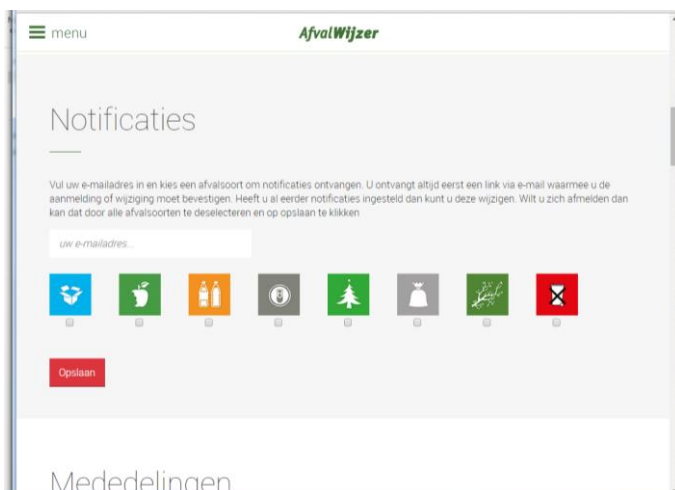 menu
AfvalWijzer
Notificaties
Vul uw e-mailadres in en kies een afvalsoort om notificaties ontvangen. U ontvangt altijd eerst een link via e-mail waarmee u de
aanmelding of wijziging moet bevestigen. Heeft u al eerder notificaties ingesteld dan kunt u deze wijzigen. Wilt u zich afmelden dan
kan dat door alle afvalsoorten te deselecteren en op opslaan te klikken
uw e-mailadres...
Opslaan
Mededelingen